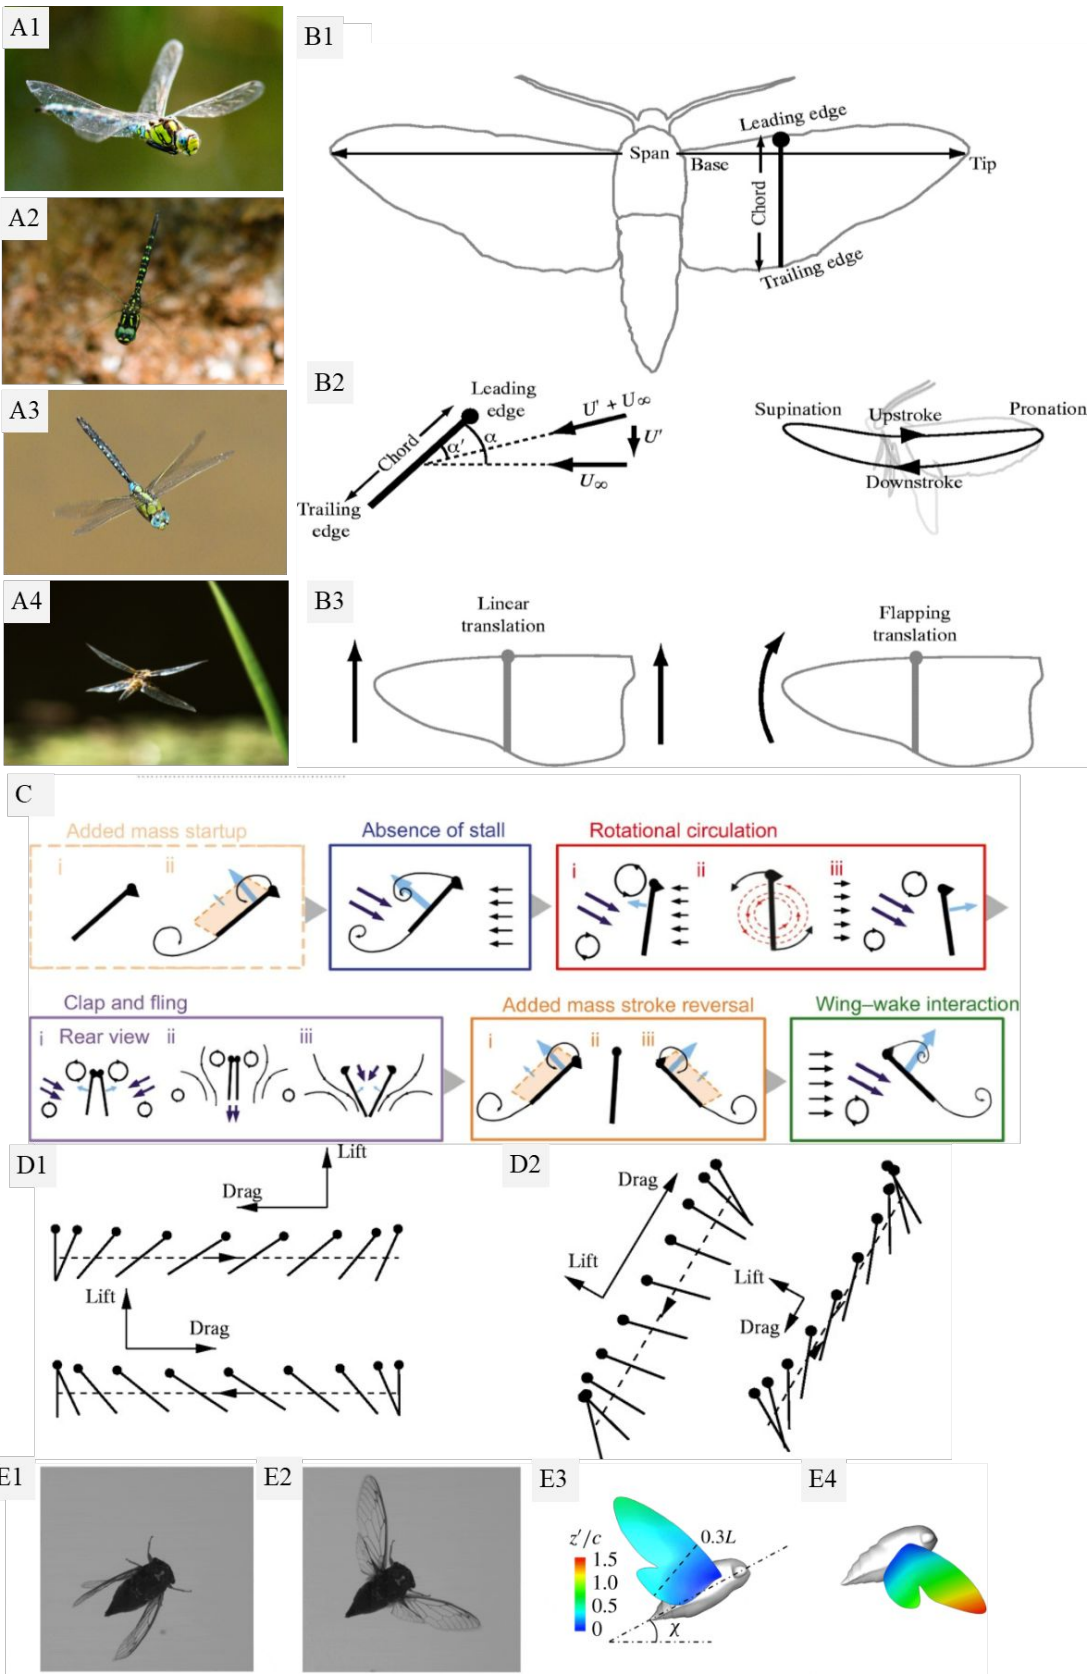 A1
A2
A3
A4
B1
Leading edge
Span
Base
Tip
Chord
Trailing edge
B2
Leading
edge
Chord
α'
α
U' + U∞
U'
U∞
Trailing
edge
Supination
Upstroke
Pronation
Downstroke
B3
Linear
translation
Flapping
translation
C
Added mass startup
i
ii
Absence of stall
Rotational circulation
i
ii
iii
Clap and fling
i
Rear view
ii
iii
Added mass stroke reversal
i
ii
iii
Wing–wake interaction
D1
Lift
Drag
Lift
Drag
D2
Drag
Lift
Lift
Drag
E1
E2
E3
z'/c
1.5
1.0
0.5
0
0.3L
χ
E4